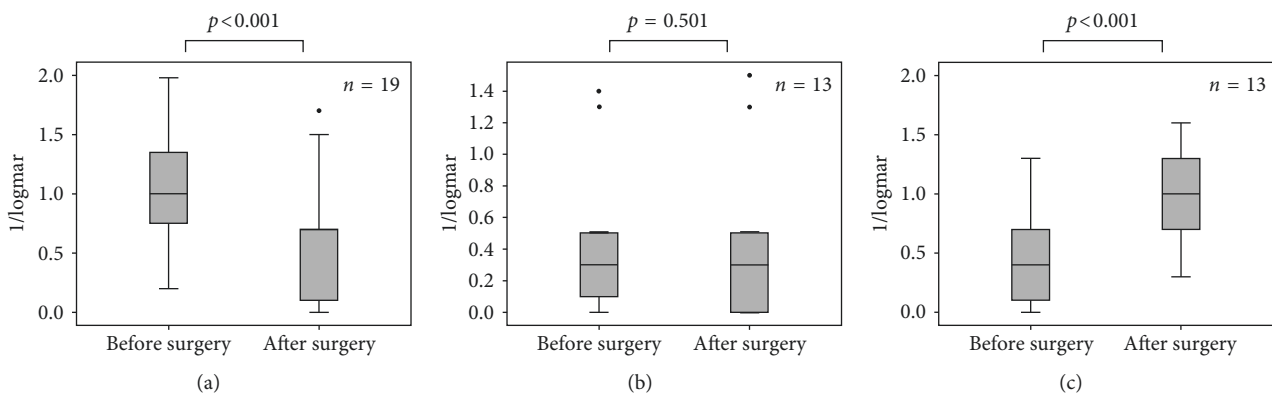 p<0.001
n = 19
2.0
1.5
1.0
0.5
0.0
1/logmar
Before surgery After surgery
(a)
p = 0.501
n = 13
1.4
1.2
1.0
0.8
0.6
0.4
0.2
0.0
1/logmar
Before surgery After surgery
(b)
p<0.001
n = 13
2.0
1.5
1.0
0.5
0.0
1/logmar
Before surgery After surgery
(c)